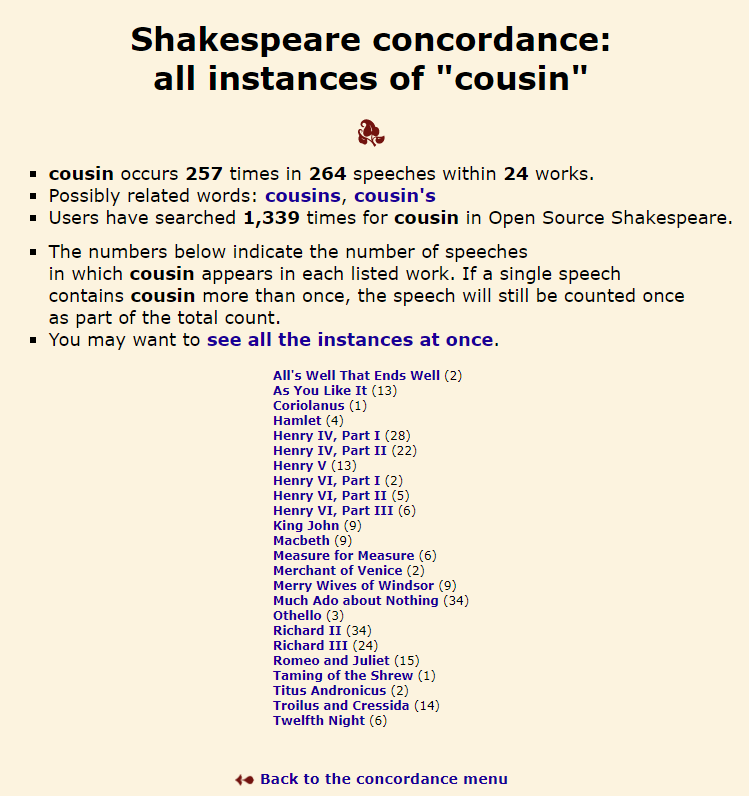 Shakespeare concordance:
all instances of "cousin"
cousin occurs 257 times in 264 speeches within 24 works.
Possibly related words: cousins, cousin's
Users have searched 1,339 times for cousin in Open Source Shakespeare.
The numbers below indicate the number of speeches
in which cousin appears in each listed work. If a single speech
contains cousin more than once, the speech will still be counted once
as part of the total count.
You may want to see all the instances at once.
All's Well That Ends Well (2)
As You Like It (13)
Coriolanus (1)
Hamlet (4)
Henry IV, Part I (28)
Henry IV, Part II (22)
Henry V (13)
Henry VI, Part I (2)
Henry VI, Part II (5)
Henry VI, Part III (6)
King John (9)
Macbeth (9)
Measure for Measure (6)
Merchant of Venice (2)
Merry Wives of Windsor (9)
Much Ado about Nothing (34)
Othello (3)
Richard II (34)
Richard III (24)
Romeo and Juliet (15)
Taming of the Shrew (1)
Titus Andronicus (2)
Troilus and Cressida (14)
Twelfth Night (6)
Back to the concordance menu